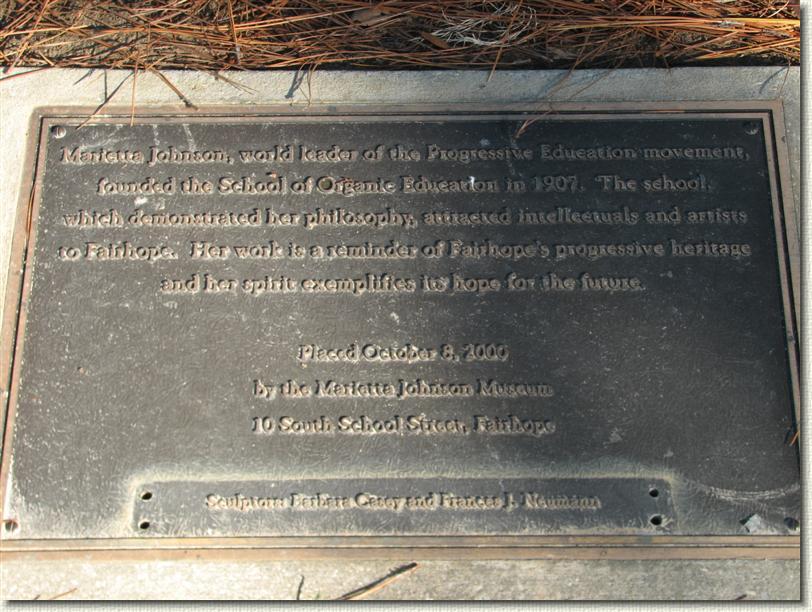 Marietta Johnson, world leader of the Progressive Education movement,
founded the School of Organic Education in 1907. The school,
which demonstrated her philosophy, attracted intellectuals and artists
to Fairhope. Her work is a reminder of Fairhope's progressive heritage
and her spirit exemplifies its hope for the future.
Placed October 8, 2000
by the Marietta Johnson Museum
10 South School Street, Fairhope
Sculptors: Barbara Casey and Frances J. Neumann